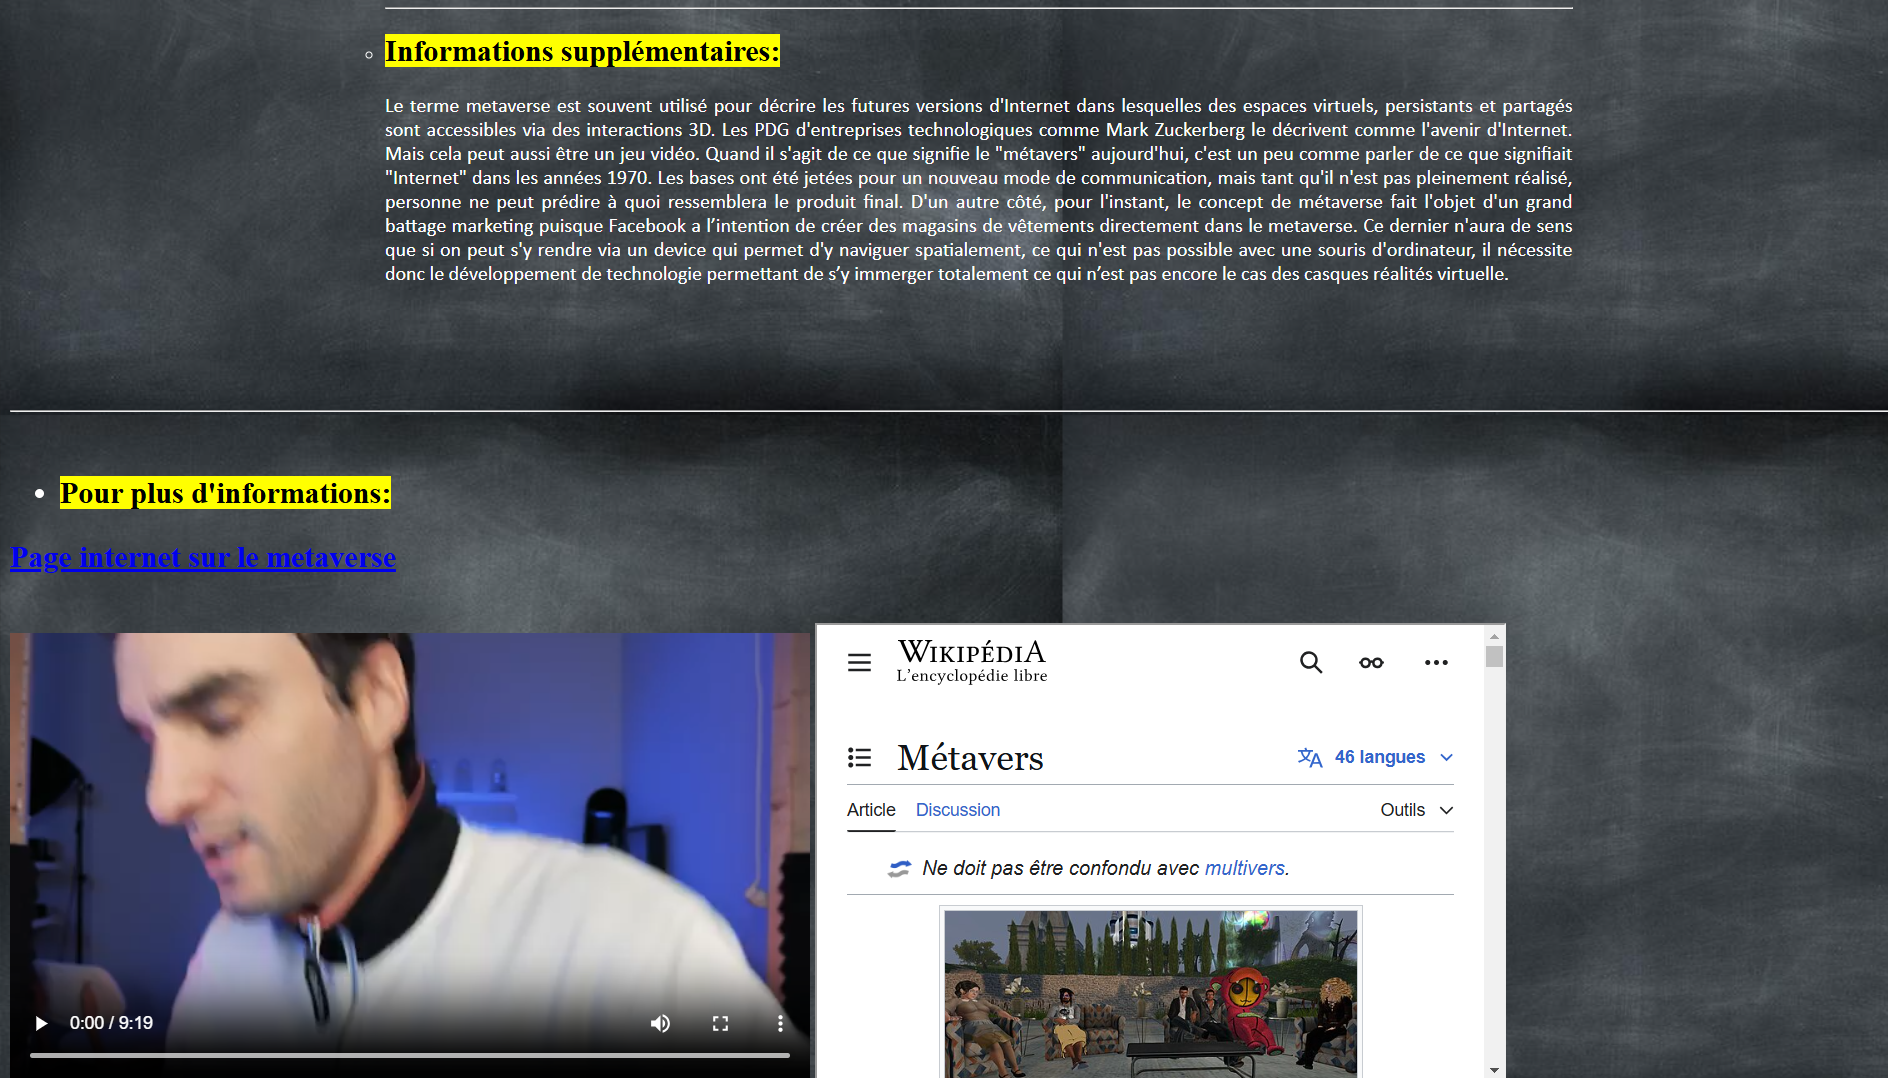 Informations supplémentaires:
Le terme metaverse est souvent utilisé pour décrire les futures versions d'Internet dans lesquelles des espaces virtuels, persistants et partagés
sont accessibles via des interactions 3D. Les PDG d'entreprises technologiques comme Mark Zuckerberg le décrivent comme l'avenir d'Internet.
Mais cela peut aussi être un jeu vidéo. Quand il s'agit de ce que signifie le "métavers" aujourd'hui, c'est un peu comme parler de ce que signifiait
"Internet" dans les années 1970. Les bases ont été jetées pour un nouveau mode de communication, mais tant qu'il n'est pas pleinement réalisé,
personne ne peut prédire à quoi ressemblera le produit final. D'un autre côté, pour l'instant, le concept de métaverse fait l'objet d'un grand
battage marketing puisque Facebook a l’intention de créer des magasins de vêtements directement dans le metaverse. Ce dernier n'aura de sens
que si on peut s'y rendre via un device qui permet d'y naviguer spatialement, ce qui n'est pas possible avec une souris d'ordinateur, il nécessite
donc le développement de technologie permettant de s’y immerger totalement ce qui n’est pas encore le cas des casques réalités virtuelle.
Pour plus d'informations:
Page internet sur le metaverse
WIKIPÉDIA
L'encyclopédie libre
Métavers
46 langues
Article Discussion Outils
Ne doit pas être confondu avec multivers.
0:00 / 9:19